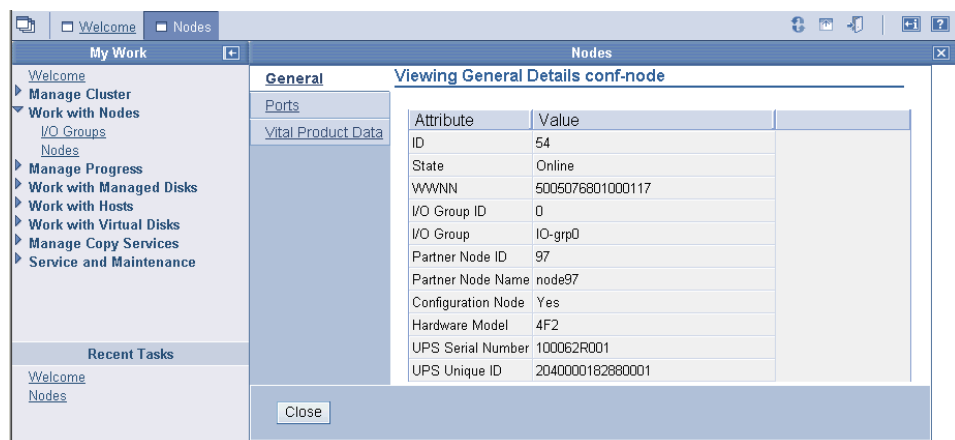 Welcome
Nodes
My Work
Nodes
Welcome
Manage Cluster
Work with Nodes
I/O Groups
Nodes
Manage Progress
Work with Managed Disks
Work with Hosts
Work with Virtual Disks
Manage Copy Services
Service and Maintenance
Recent Tasks
Welcome
Nodes
General
Ports
Vital Product Data
Viewing General Details conf-node
Attribute Value
ID 54
State Online
WWNN 5005076801000117
I/O Group ID 0
I/O Group IO-grp0
Partner Node ID 97
Partner Node Name node97
Configuration Node Yes
Hardware Model 4F2
UPS Serial Number 100062R001
UPS Unique ID 2040000182880001
Close